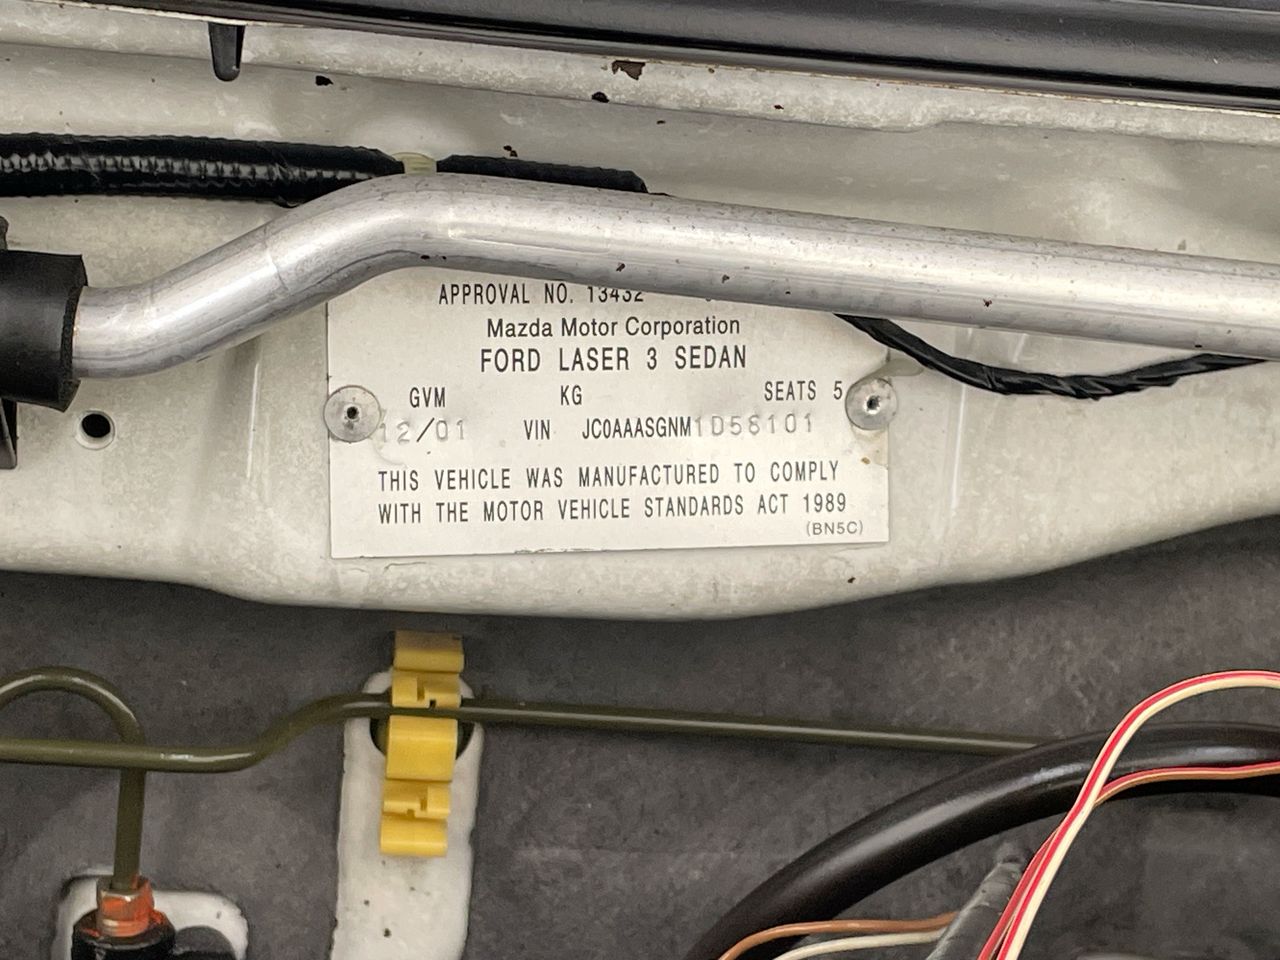 APPROVAL NO. 13432
Mazda Motor Corporation
FORD LASER 3 SEDAN
GVM KG SEATS 5
12/01 VIN JC0AAASGNM1D58101
THIS VEHICLE WAS MANUFACTURED TO COMPLY
WITH THE MOTOR VEHICLE STANDARDS ACT 1989
(BN5C)